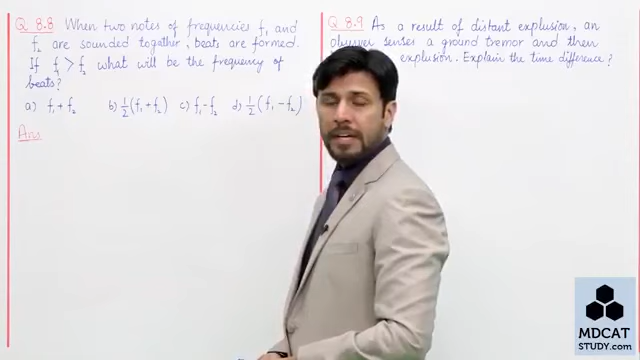 Q 8.8 When two notes of frequencies f₁ and
f₂ are sounded together, beats are formed.
If f₁ > f₂ what will be the frequency of
beats?
a) f₁ + f₂ b) 1/2 (f₁ + f₂) c) f₁ - f₂ d) 1/2 (f₁ - f₂)
Ans
Q 8.9 As a result of distant explosion, an
observer senses a ground tremor and then
explosion. Explain the time difference?
MDCAT
STUDY.com